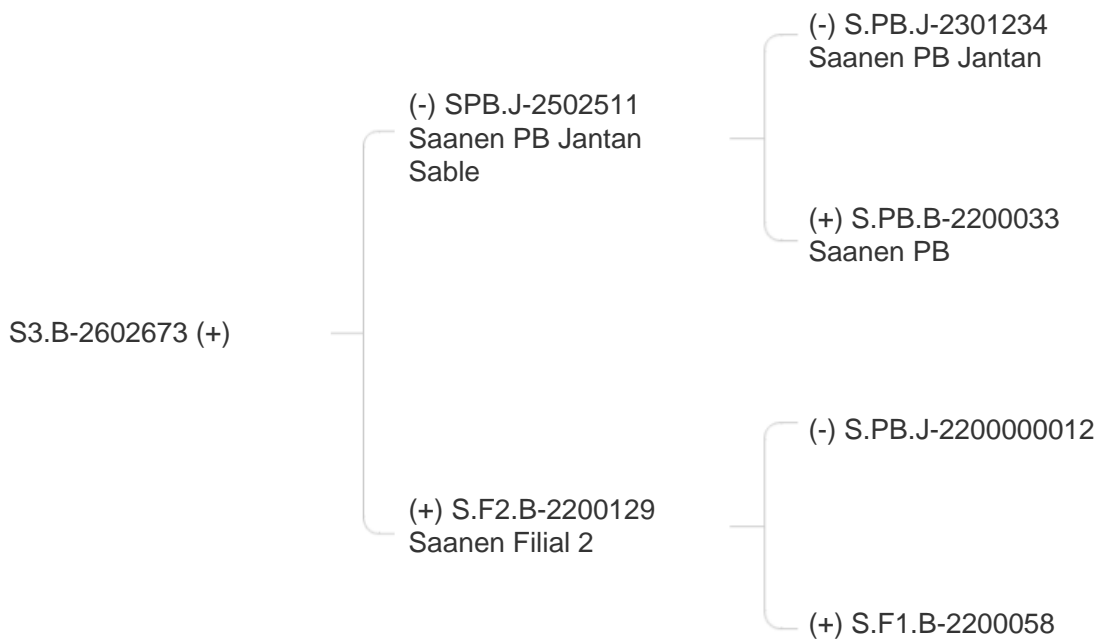 (-) S.PB.J-2301234
Saanen PB Jantan
(-) SPB.J-2502511
Saanen PB Jantan
Sable
(+) S.PB.B-2200033
Saanen PB
S3.B-2602673 (+)
(-) S.PB.J-2200000012
(+) S.F2.B-2200129
Saanen Filial 2
(+) S.F1.B-2200058